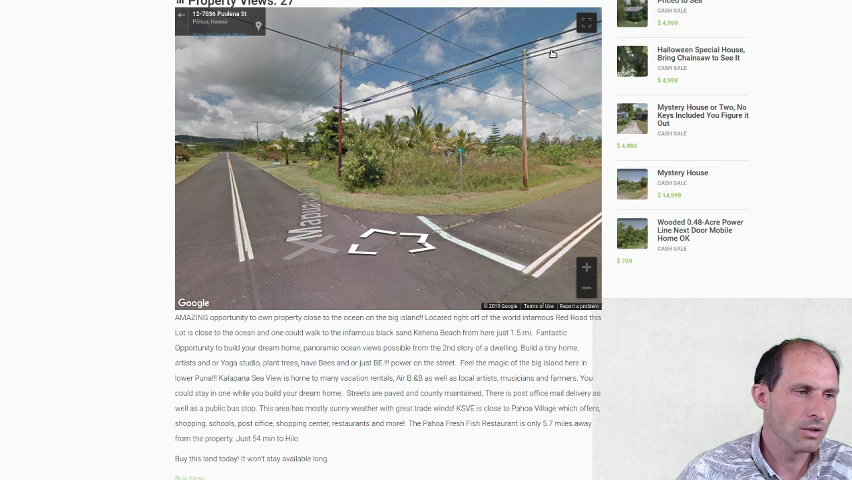 Property Views: 27
12-7036 Puulena St
Pahoa, Hawaii
View on Google Maps
Mapuana
Google
© 2019 Google
Terms of Use
Report a problem
AMAZING opportunity to own property close to the ocean on the big island!! Located right off of the world infamous Red Road this
Lot is close to the ocean and one could walk to the infamous black sand Kehena Beach from here just 1.5 mi. Fantastic
Opportunity to build your dream home, panoramic ocean views possible from the 2nd story of a dwelling. Build a tiny home,
artists and or Yoga studio, plant trees, have Bees and or just BE.!!! power on the street. Feel the magic of the big island here in
lower Puna!! Kalapana Sea View is home to many vacation rentals, Air B &B as well as local artists, musicians and farmers. You
could stay in one while you build your dream home. Streets are paved and county maintained. There is post office mail delivery as
well as a public bus stop. This area has mostly sunny weather with great trade winds! KSVE is close to Pahoa Village which offers,
shopping, schools, post office, shopping center, restaurants and more! The Pahoa Fresh Fish Restaurant is only 5.7 miles away
from the property. Just 54 min to Hilo.
Buy this land today! It won't stay available long.
Buy Now
Priced to Sell
$ 4,999
Halloween Special House,
Bring Chainsaw to See It
CASH SALE
$ 4,999
Mystery House or Two, No
Keys Included You Figure it
Out
CASH SALE
$ 4,999
Mystery House
CASH SALE
$ 14,999
Wooded 0.48-Acre Power
Line Next Door Mobile
Home OK
CASH SALE
$ 799